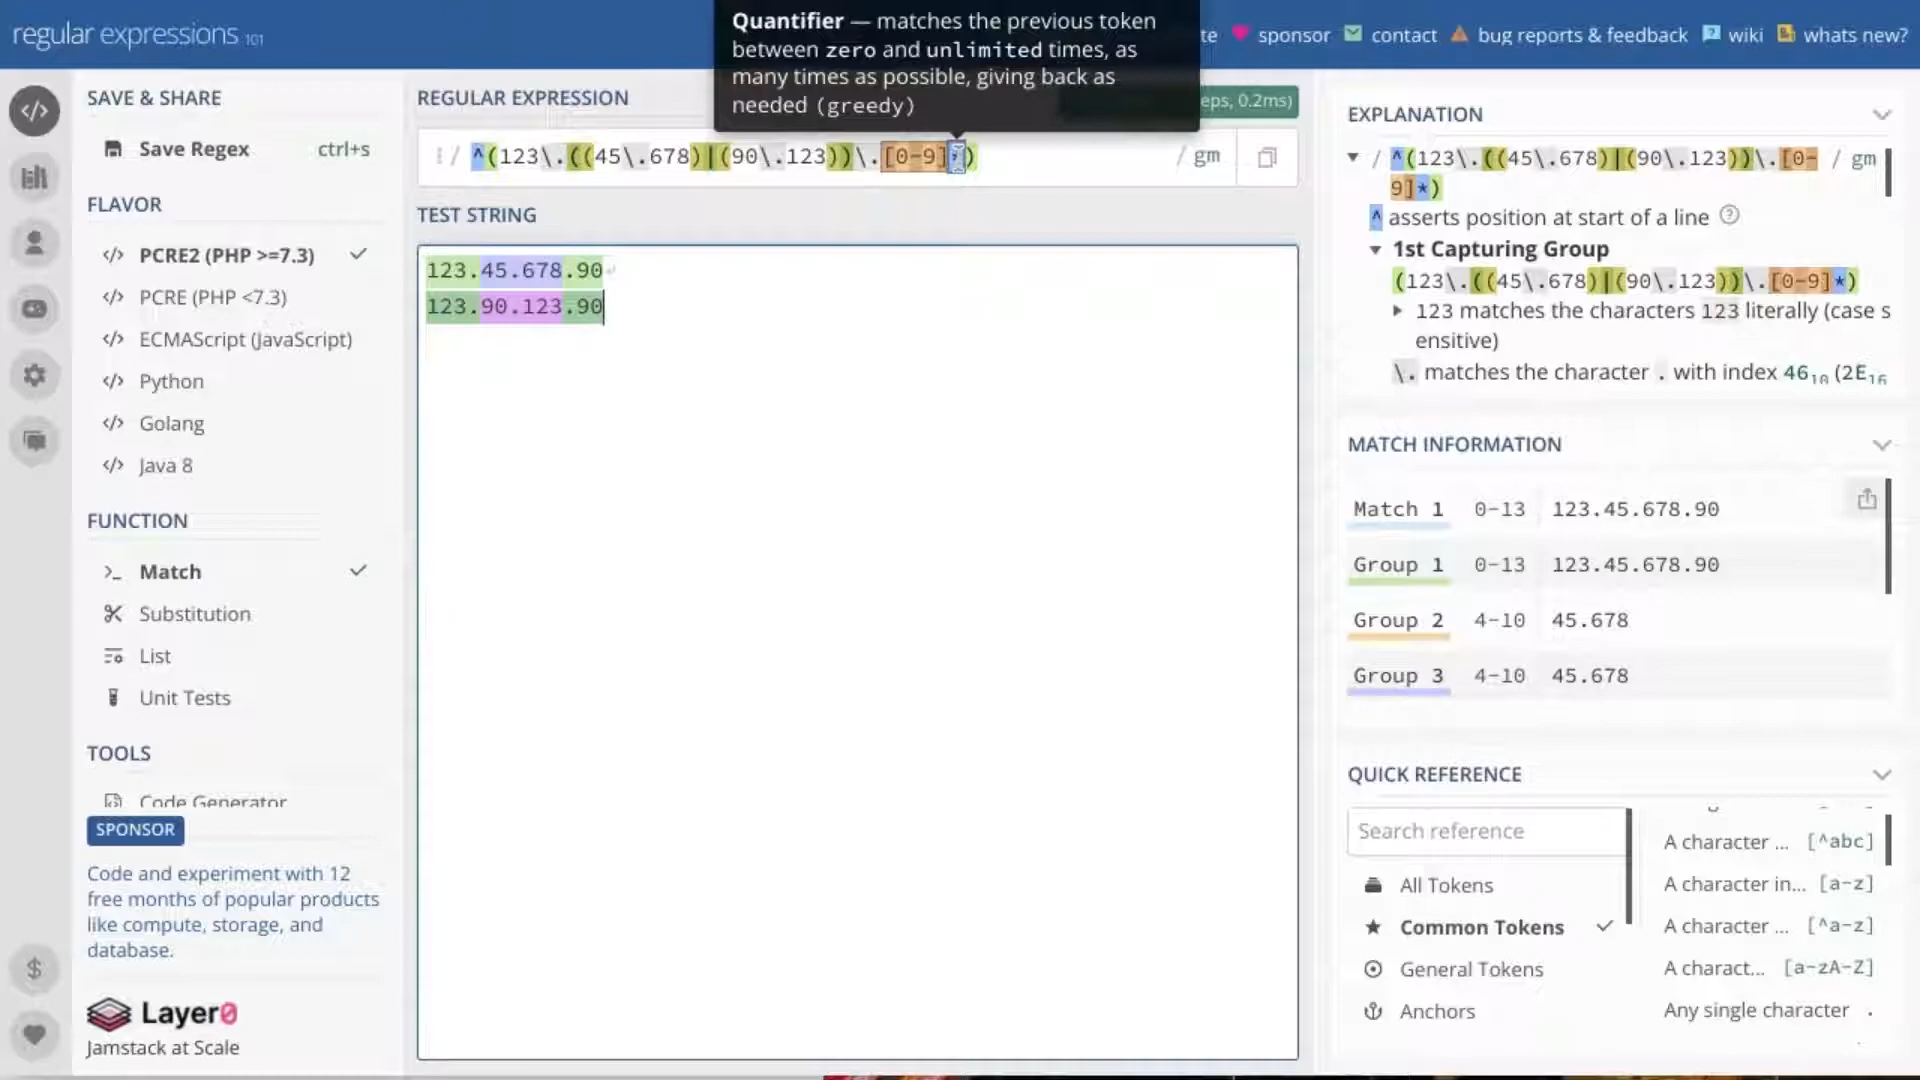 regular expressions 101
Quantifier — matches the previous token
between zero and unlimited times, as
many times as possible, giving back as
needed (greedy)
te
sponsor
contact
bug reports & feedback
wiki
whats new?
SAVE & SHARE
Save Regex ctrl+s
FLAVOR
PCRE2 (PHP >=7.3)
PCRE (PHP <7.3)
ECMAScript (JavaScript)
Python
Golang
Java 8
FUNCTION
Match
Substitution
List
Unit Tests
TOOLS
Code Generator
SPONSOR
Code and experiment with 12
free months of popular products
like compute, storage, and
database.
Layer0
Jamstack at Scale
REGULAR EXPRESSION
eps, 0.2ms)
/ ^(123\.((45\.678)|(90\.123))\.[0-9]*) / gm
TEST STRING
123.45.678.90
123.90.123.90
EXPLANATION
/ ^(123\.((45\.678)|(90\.123))\.[0- / gm
9]*)
^ asserts position at start of a line
1st Capturing Group
(123\.((45\.678)|(90\.123))\.[0-9]*)
123 matches the characters 123 literally (case s
ensitive)
\. matches the character . with index 46₁₀ (2E₁₆
MATCH INFORMATION
Match 1 0-13 123.45.678.90
Group 1 0-13 123.45.678.90
Group 2 4-10 45.678
Group 3 4-10 45.678
QUICK REFERENCE
Search reference
All Tokens
Common Tokens
General Tokens
Anchors
A character ... [^abc]
A character in... [a-z]
A character ... [^a-z]
A charact... [a-zA-Z]
Any single character .